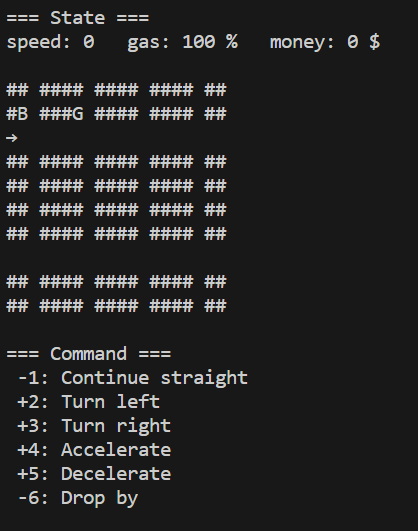 === State ===
speed: 0   gas: 100 %   money: 0 $

## #### #### #### ##
#B ###G #### #### ##
→
## #### #### #### ##
## #### #### #### ##
## #### #### #### ##
## #### #### #### ##

## #### #### #### ##
## #### #### #### ##

=== Command ===
 -1: Continue straight
 +2: Turn left
 +3: Turn right
 +4: Accelerate
 +5: Decelerate
 -6: Drop by